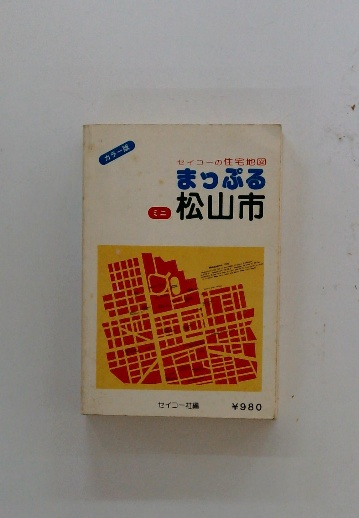 カラー版
セイコーの住宅地図
まっぷる
ミニ 松山市
セイコー社編 ¥980